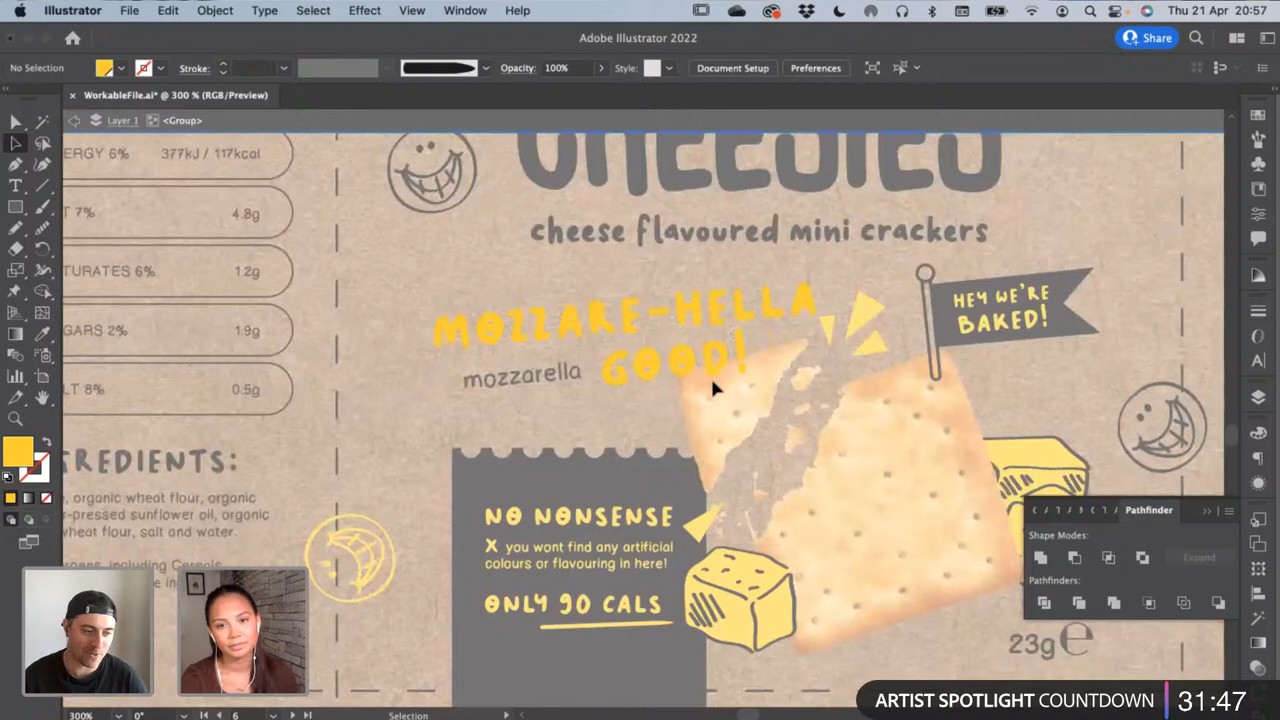 Illustrator File Edit Object Type Select Effect View Window Help
Thu 21 Apr 20:57
Adobe Illustrator 2022
Share
No Selection
Stroke:
Opacity: 100%
Style:
Document Setup
Preferences
× WorkableFile.ai* @ 300 % (RGB/Preview)
Layer 1 <Group>
ERGY 6% 377kJ / 117kcal
T 7% 4.8g
TURATES 6% 1.2g
GARS 2% 1.9g
LT 8% 0.5g
REDIENTS:
e, organic wheat flour, organic
r-pressed sunflower oil, organic
wheat flour, salt and water.
CHEESIES
cheese flavoured mini crackers
MOZZARE-HELLA
GOOD!
mozzarella
HEY WE'RE
BAKED!
NO NONSENSE
X you wont find any artificial
colours or flavouring in here!
ONLY 90 CALS
23g e
Pathfinder
Shape Modes:
Expand
Pathfinders:
ARTIST SPOTLIGHT COUNTDOWN 31:47
300% 0° 6 Selection